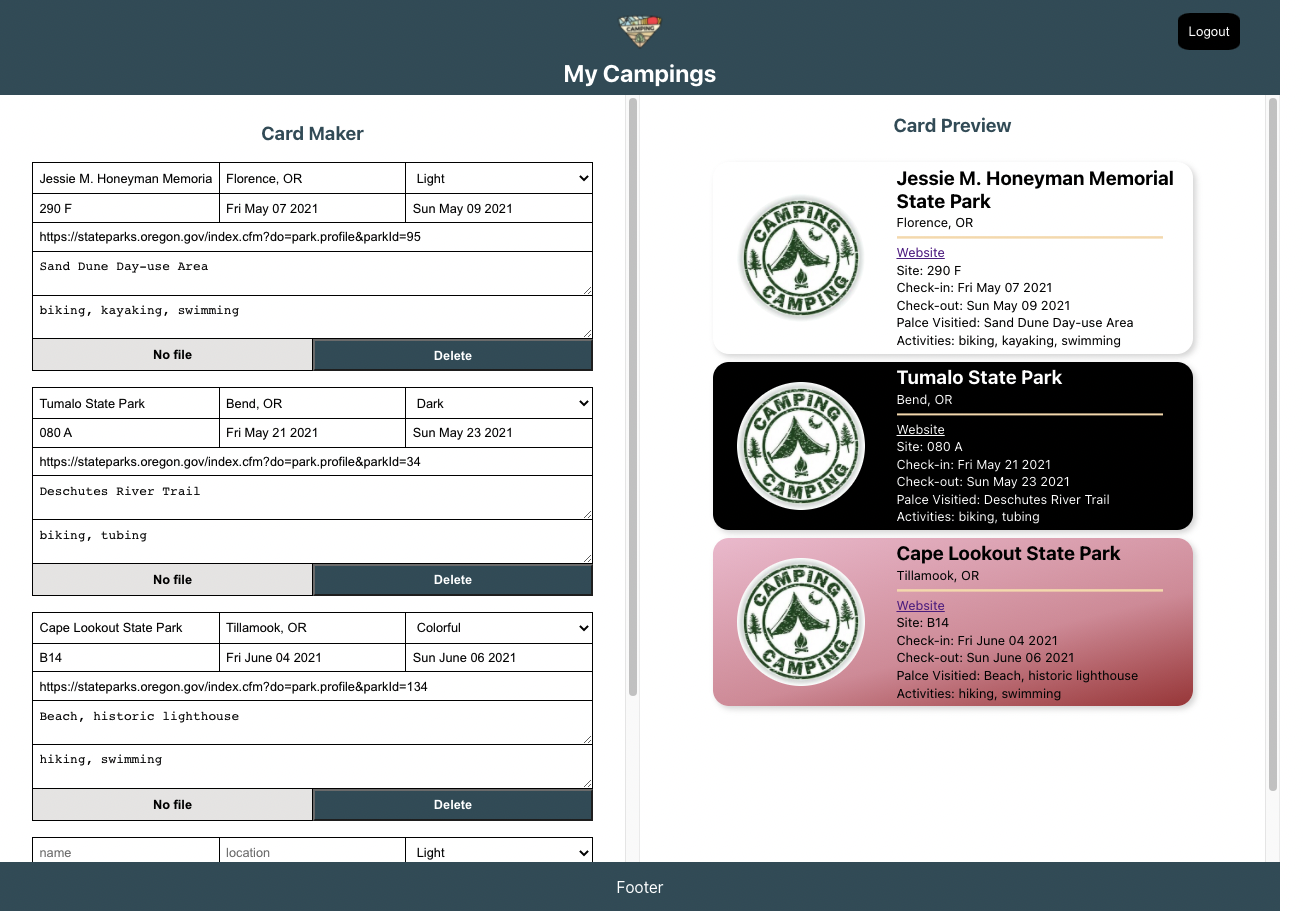 CAMPING
Logout
My Campings
Card Maker
Jessie M. Honeyman Memoria Florence, OR Light
290 F Fri May 07 2021 Sun May 09 2021
https://stateparks.oregon.gov/index.cfm?do=park.profile&parkId=95
Sand Dune Day-use Area
biking, kayaking, swimming
No file Delete
Tumalo State Park Bend, OR Dark
080 A Fri May 21 2021 Sun May 23 2021
https://stateparks.oregon.gov/index.cfm?do=park.profile&parkId=34
Deschutes River Trail
biking, tubing
No file Delete
Cape Lookout State Park Tillamook, OR Colorful
B14 Fri June 04 2021 Sun June 06 2021
https://stateparks.oregon.gov/index.cfm?do=park.profile&parkId=134
Beach, historic lighthouse
hiking, swimming
No file Delete
name location Light
Card Preview
CAMPING
CAMPING
Jessie M. Honeyman Memorial
State Park
Florence, OR
Website
Site: 290 F
Check-in: Fri May 07 2021
Check-out: Sun May 09 2021
Palce Visitied: Sand Dune Day-use Area
Activities: biking, kayaking, swimming
CAMPING
CAMPING
Tumalo State Park
Bend, OR
Website
Site: 080 A
Check-in: Fri May 21 2021
Check-out: Sun May 23 2021
Palce Visitied: Deschutes River Trail
Activities: biking, tubing
CAMPING
CAMPING
Cape Lookout State Park
Tillamook, OR
Website
Site: B14
Check-in: Fri June 04 2021
Check-out: Sun June 06 2021
Palce Visitied: Beach, historic lighthouse
Activities: hiking, swimming
Footer